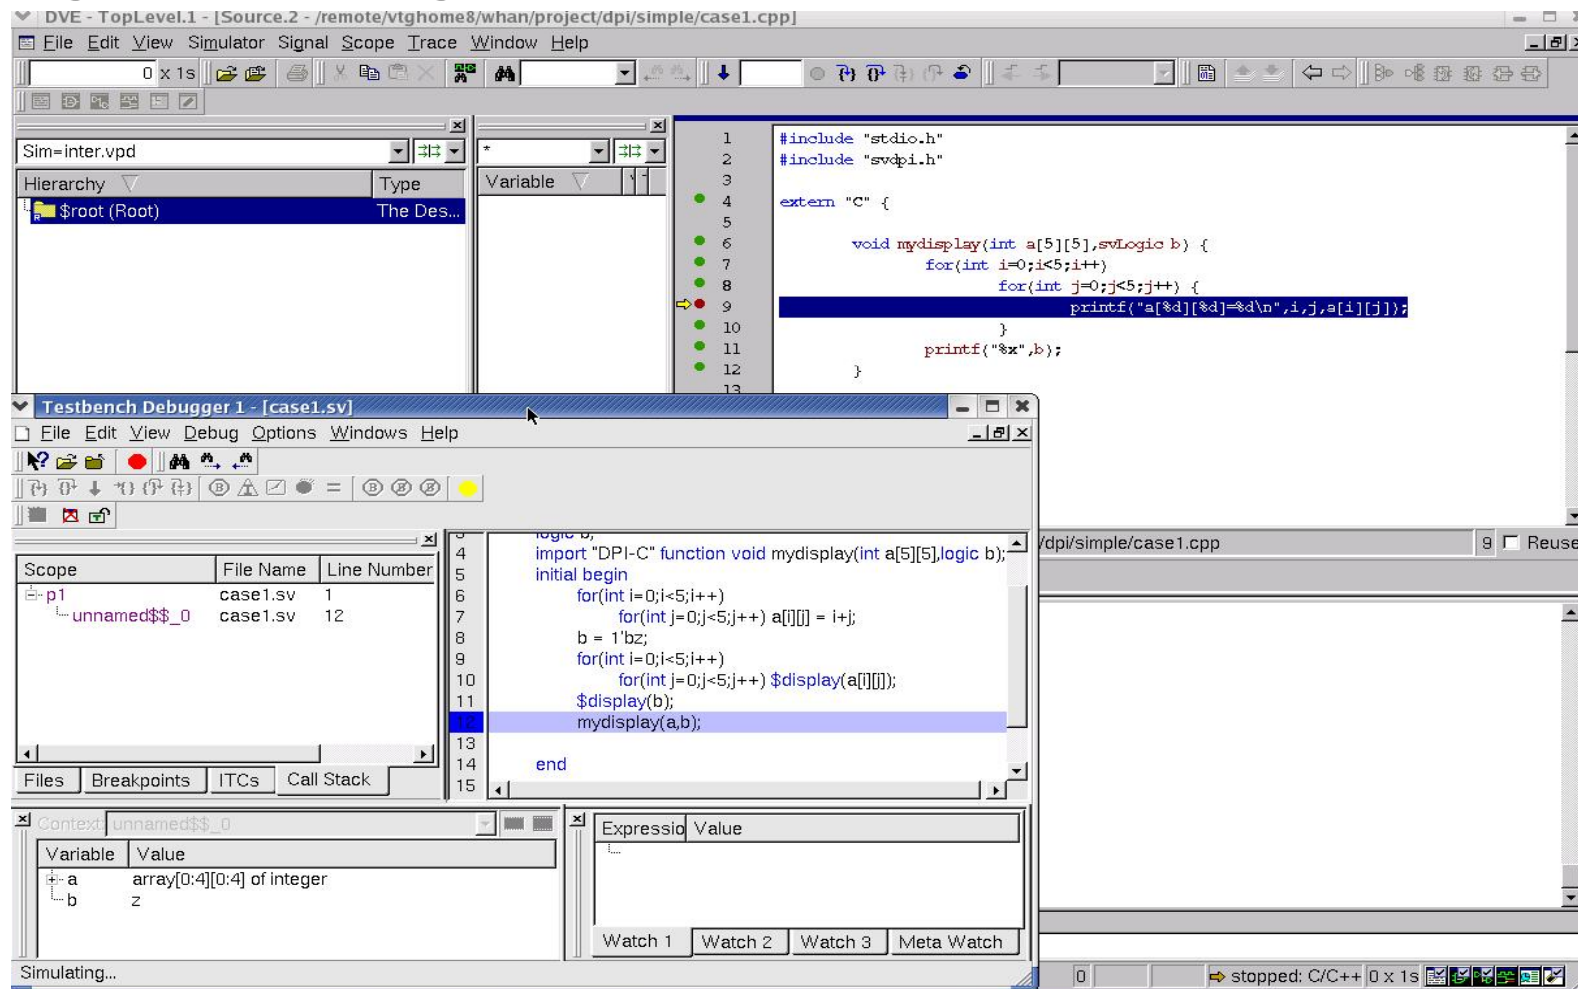 DVE - TopLevel.1 - [Source.2 - /remote/vtghome8/whan/project/dpi/simple/case1.cpp]
File Edit View Simulator Signal Scope Trace Window Help
0 x 1s
Sim=inter.vpd
*
Hierarchy Type
Variable
$root (Root) The Des...
1 #include "stdio.h"
2 #include "svdpi.h"
3
4 extern "C" {
5
6 void mydisplay(int a[5][5],svLogic b) {
7 for(int i=0;i<5;i++)
8 for(int j=0;j<5;j++) {
9 printf("a[%d][%d]=%d\n",i,j,a[i][j]);
10 }
11 printf("%x",b);
12 }
13
Testbench Debugger 1 - [case1.sv]
File Edit View Debug Options Windows Help
Scope File Name Line Number
p1 case1.sv 1
unnamed$$_0 case1.sv 12
Files Breakpoints ITCs Call Stack
logic b;
4 import "DPI-C" function void mydisplay(int a[5][5],logic b);
5 initial begin
6 for(int i=0;i<5;i++)
7 for(int j=0;j<5;j++) a[i][j] = i+j;
8 b = 1'bz;
9 for(int i=0;i<5;i++)
10 for(int j=0;j<5;j++) $display(a[i][j]);
11 $display(b);
12 mydisplay(a,b);
13
14 end
15
/dpi/simple/case1.cpp 9 Reuse
Context: unnamed$$_0
Variable Value
a array[0:4][0:4] of integer
b z
Expressio Value
Watch 1 Watch 2 Watch 3 Meta Watch
Simulating...
0 stopped: C/C++ 0 x 1s